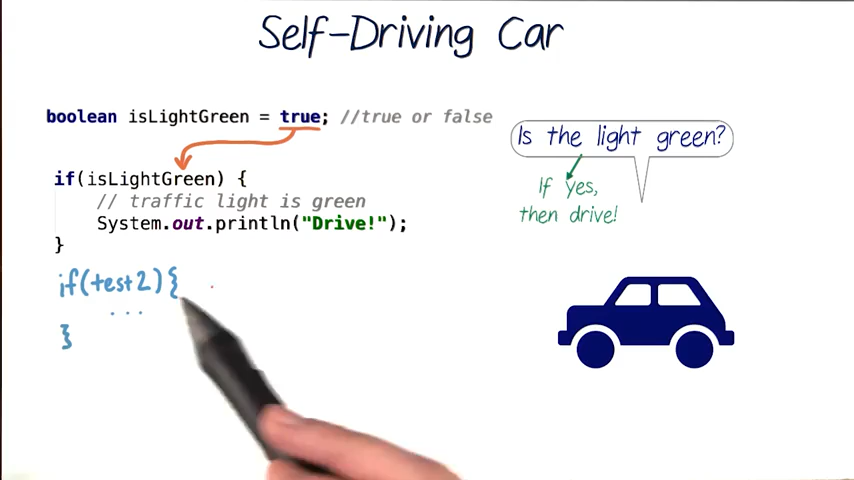 Self-Driving Car
boolean isLightGreen = true; //true or false
if(isLightGreen) {
// traffic light is green
System.out.println("Drive!");
}
if(test2){
...
}
Is the light green?
If yes,
then drive!